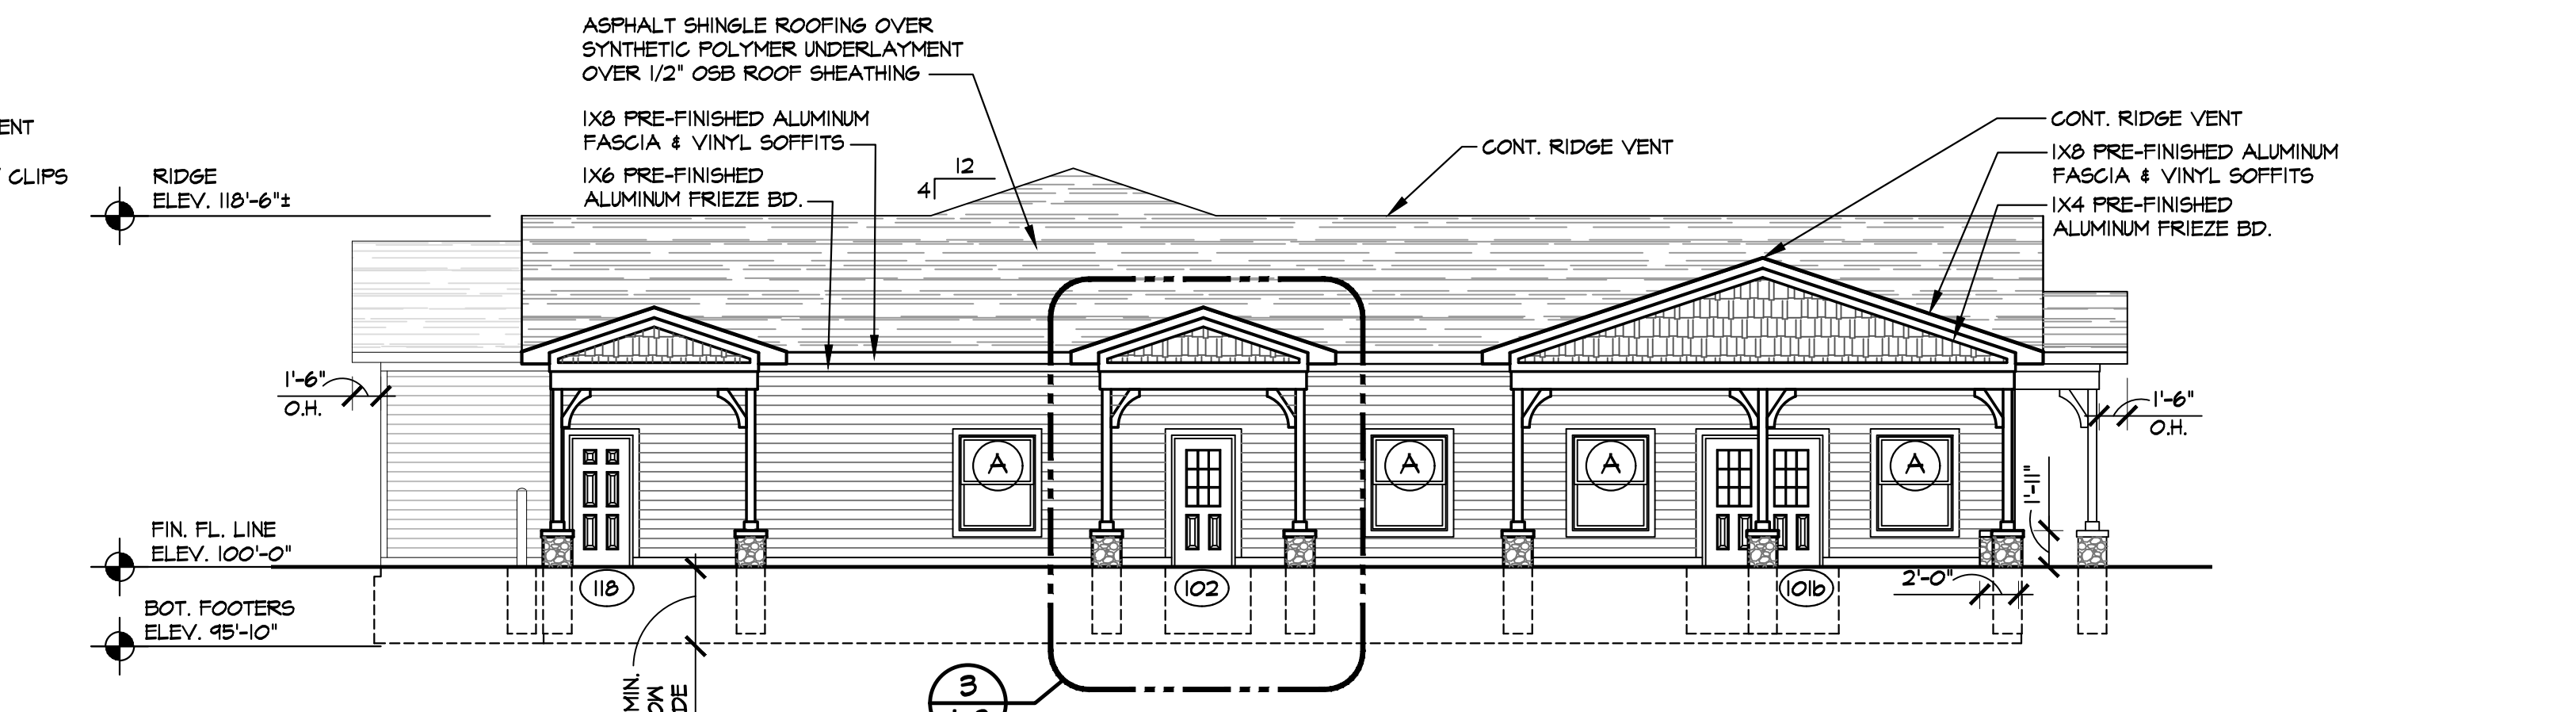 ENT
CLIPS
RIDGE
ELEV. 118'-6"±
FIN. FL. LINE
ELEV. 100'-0"
BOT. FOOTERS
ELEV. 95'-10"
ASPHALT SHINGLE ROOFING OVER
SYNTHETIC POLYMER UNDERLAYMENT
OVER 1/2" OSB ROOF SHEATHING
1X8 PRE-FINISHED ALUMINUM
FASCIA & VINYL SOFFITS
1X6 PRE-FINISHED
ALUMINUM FRIEZE BD.
12
4
CONT. RIDGE VENT
CONT. RIDGE VENT
1X8 PRE-FINISHED ALUMINUM
FASCIA & VINYL SOFFITS
1X4 PRE-FINISHED
ALUMINUM FRIEZE BD.
1'-6"
O.H.
1'-6"
O.H.
A
A
A
A
1'-11"
118
102
101b
2'-0"
MIN.
OW
DE
3